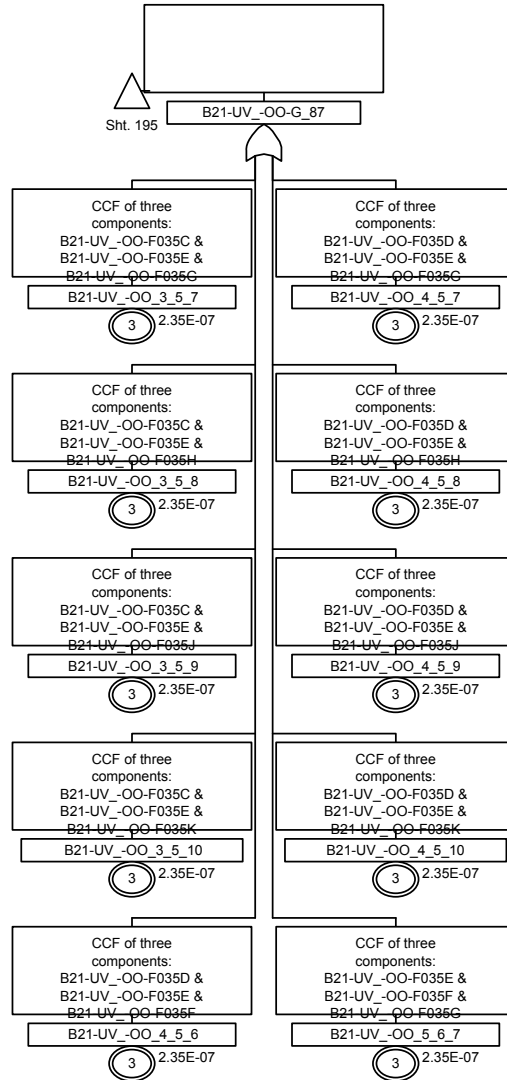 B21-UV_-OO-G_87
Sht. 195
CCF of three
components:
B21-UV_-OO-F035C &
B21-UV_-OO-F035E &
B21-UV_-OO-F035G
B21-UV_-OO_3_5_7
3
2.35E-07
CCF of three
components:
B21-UV_-OO-F035D &
B21-UV_-OO-F035E &
B21-UV_-OO-F035G
B21-UV_-OO_4_5_7
3
2.35E-07
CCF of three
components:
B21-UV_-OO-F035C &
B21-UV_-OO-F035E &
B21-UV_-OO-F035H
B21-UV_-OO_3_5_8
3
2.35E-07
CCF of three
components:
B21-UV_-OO-F035D &
B21-UV_-OO-F035E &
B21-UV_-OO-F035H
B21-UV_-OO_4_5_8
3
2.35E-07
CCF of three
components:
B21-UV_-OO-F035C &
B21-UV_-OO-F035E &
B21-UV_-OO-F035J
B21-UV_-OO_3_5_9
3
2.35E-07
CCF of three
components:
B21-UV_-OO-F035D &
B21-UV_-OO-F035E &
B21-UV_-OO-F035J
B21-UV_-OO_4_5_9
3
2.35E-07
CCF of three
components:
B21-UV_-OO-F035C &
B21-UV_-OO-F035E &
B21-UV_-OO-F035K
B21-UV_-OO_3_5_10
3
2.35E-07
CCF of three
components:
B21-UV_-OO-F035D &
B21-UV_-OO-F035E &
B21-UV_-OO-F035K
B21-UV_-OO_4_5_10
3
2.35E-07
CCF of three
components:
B21-UV_-OO-F035D &
B21-UV_-OO-F035E &
B21-UV_-OO-F035F
B21-UV_-OO_4_5_6
3
2.35E-07
CCF of three
components:
B21-UV_-OO-F035E &
B21-UV_-OO-F035F &
B21-UV_-OO-F035G
B21-UV_-OO_5_6_7
3
2.35E-07